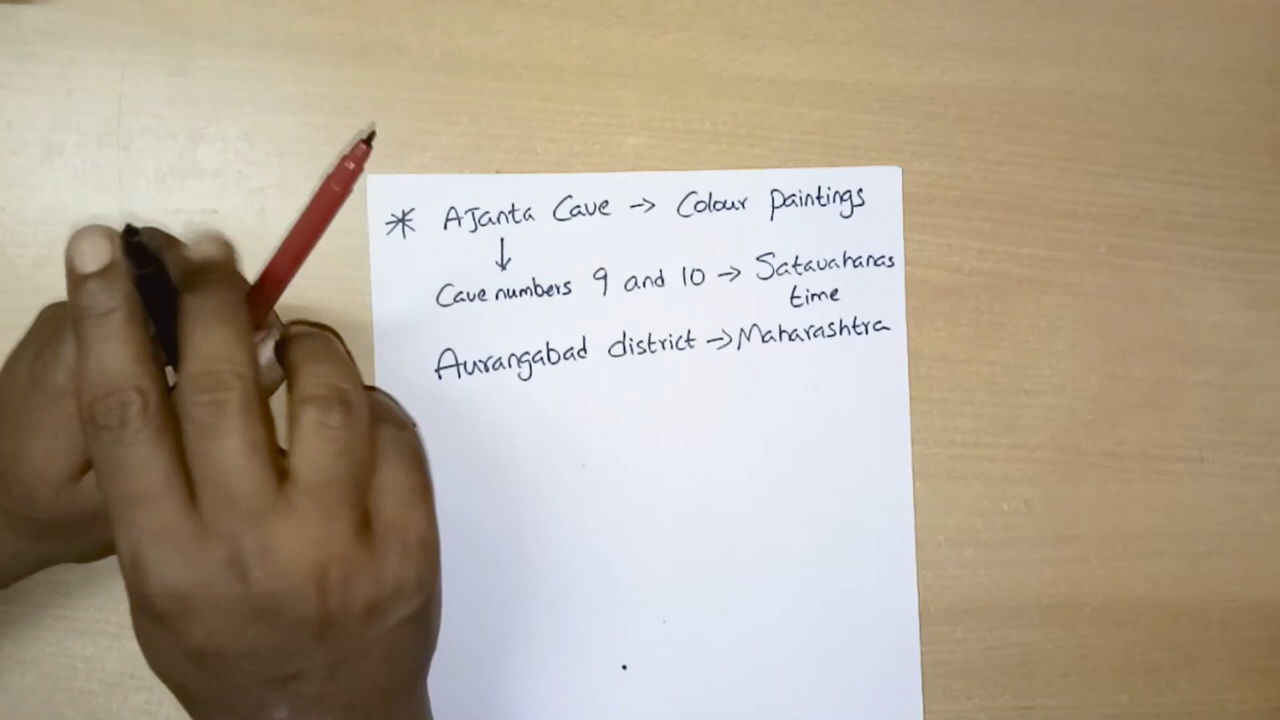 * AJanta Cave → Colour Paintings
↓
Cave numbers 9 and 10 → Satavahanas
time
Aurangabad district → Maharashtra